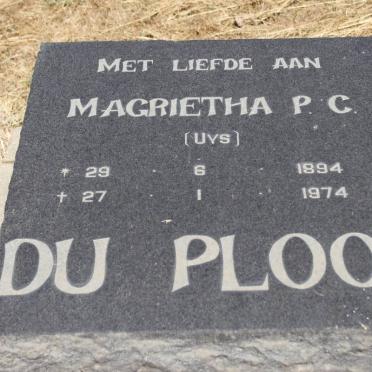 MET LIEFDE AAN
MAGRIETHA P. C.
(UYS)
* 29 · 6 · 1894
† 27 · 1 · 1974
DU PLOO